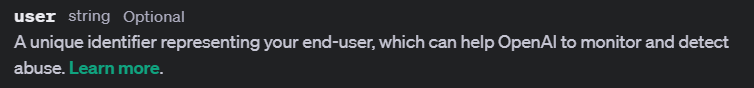 user string Optional
A unique identifier representing your end-user, which can help OpenAI to monitor and detect
abuse. Learn more.